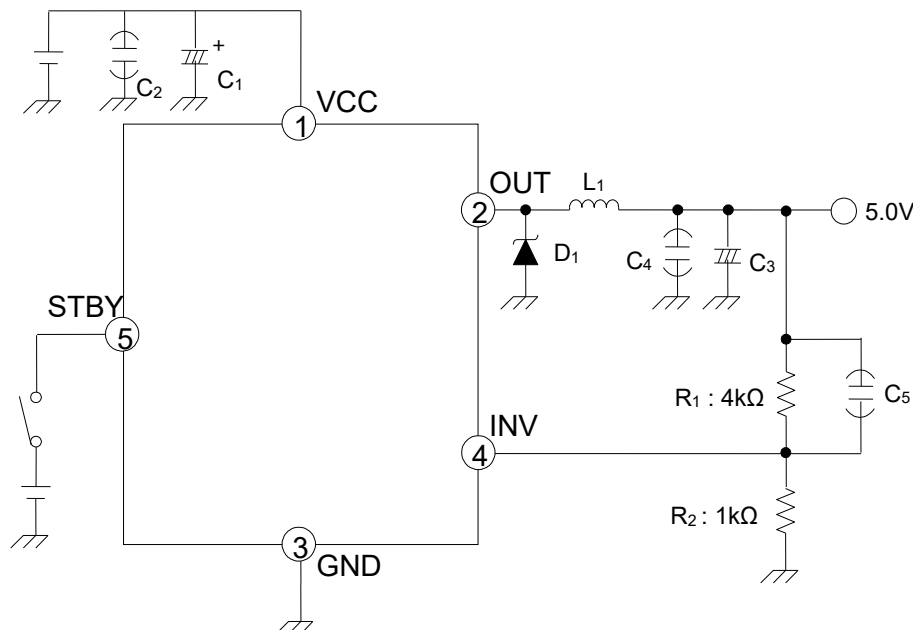 +
C₂
C₁
VCC
1
OUT
2
L₁
5.0V
D₁
C₄
C₃
STBY
5
R₁ : 4kΩ
C₅
INV
4
R₂ : 1kΩ
3
GND